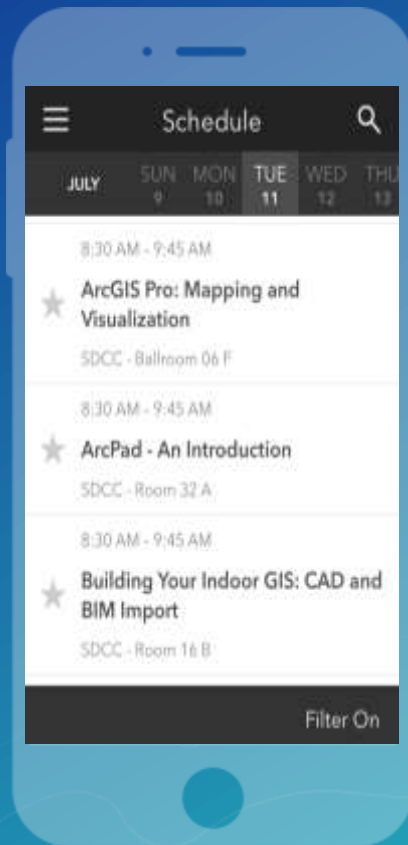 Schedule
JULY
SUN MON TUE WED THU
9 10 11 12 13
8:30 AM - 9:45 AM
ArcGIS Pro: Mapping and
Visualization
SDCC - Ballroom 06 F
8:30 AM - 9:45 AM
ArcPad - An Introduction
SDCC - Room 32 A
8:30 AM - 9:45 AM
Building Your Indoor GIS: CAD and
BIM Import
SDCC - Room 16 B
Filter On